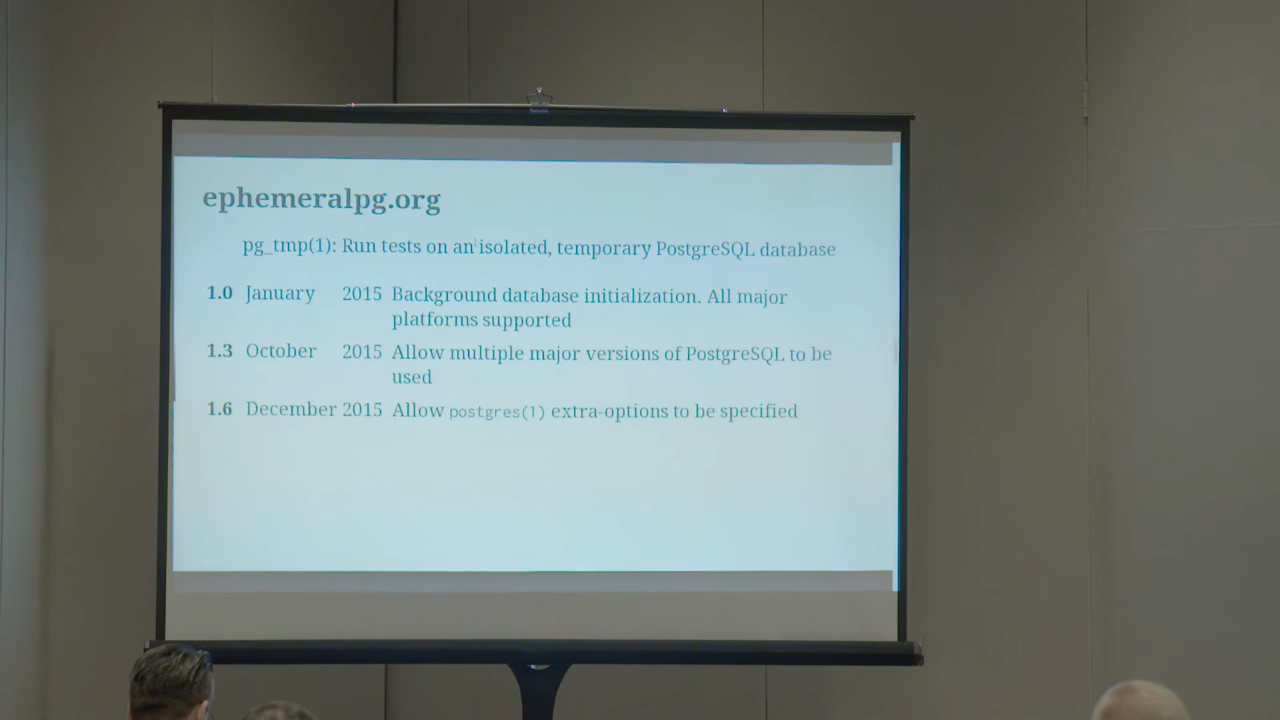 ephemeralpg.org
pg_tmp(1): Run tests on an isolated, temporary PostgreSQL database
1.0 January 2015 Background database initialization. All major
platforms supported
1.3 October 2015 Allow multiple major versions of PostgreSQL to be
used
1.6 December 2015 Allow postgres(1) extra-options to be specified